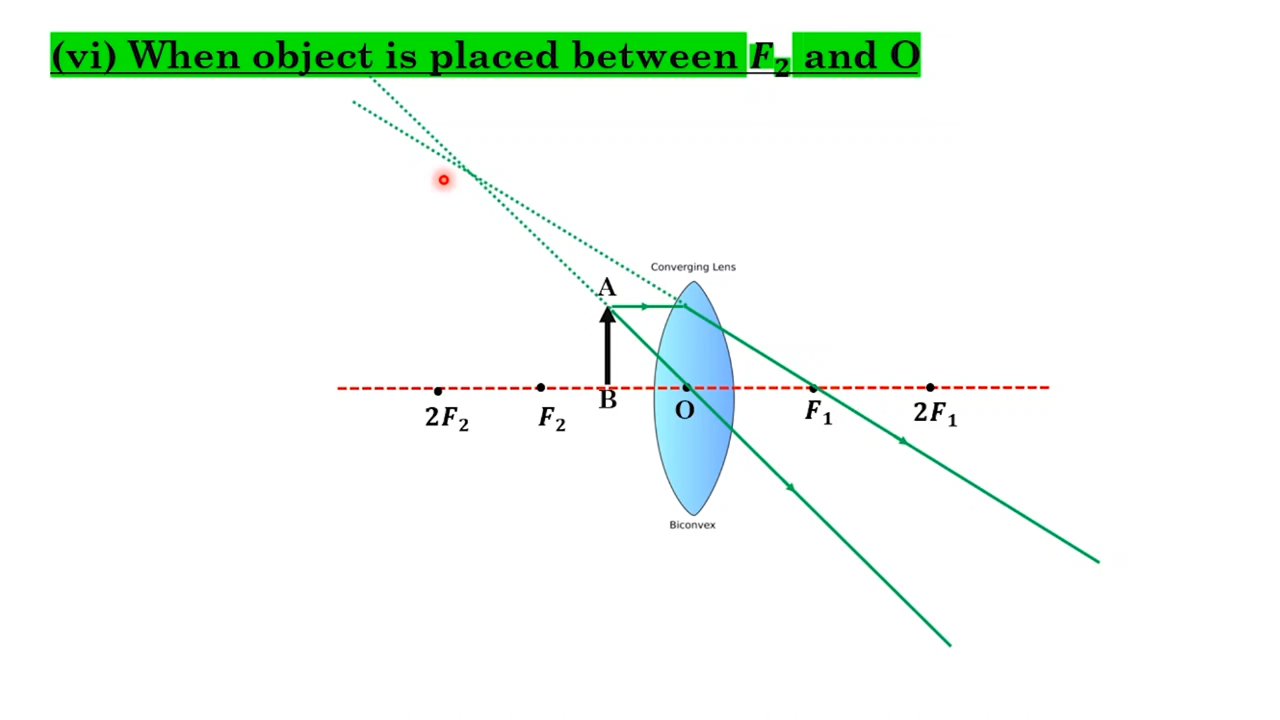 (vi) When object is placed between F₂ and O
Converging Lens
A
B
2F₂
F₂
O
F₁
2F₁
Biconvex